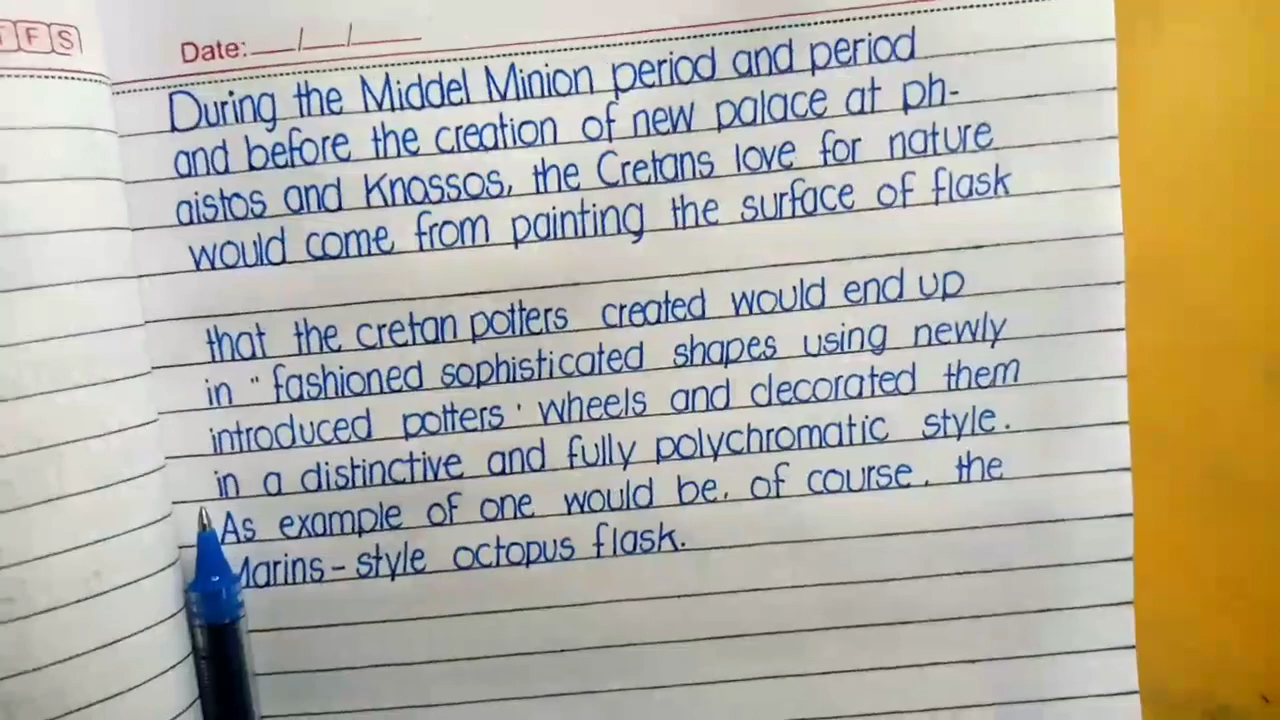 T F S
Date: __/__/____
During the Middel Minion period and period
and before the creation of new palace at ph-
aistos and Knossos, the Cretans love for nature
would come from painting the surface of flask
that the cretan potters created would end up
in " fashioned sophisticated shapes using newly
introduced potters ' wheels and decorated them
in a distinctive and fully polychromatic style.
As example of one would be. of course. the
Marins - style octopus flask.